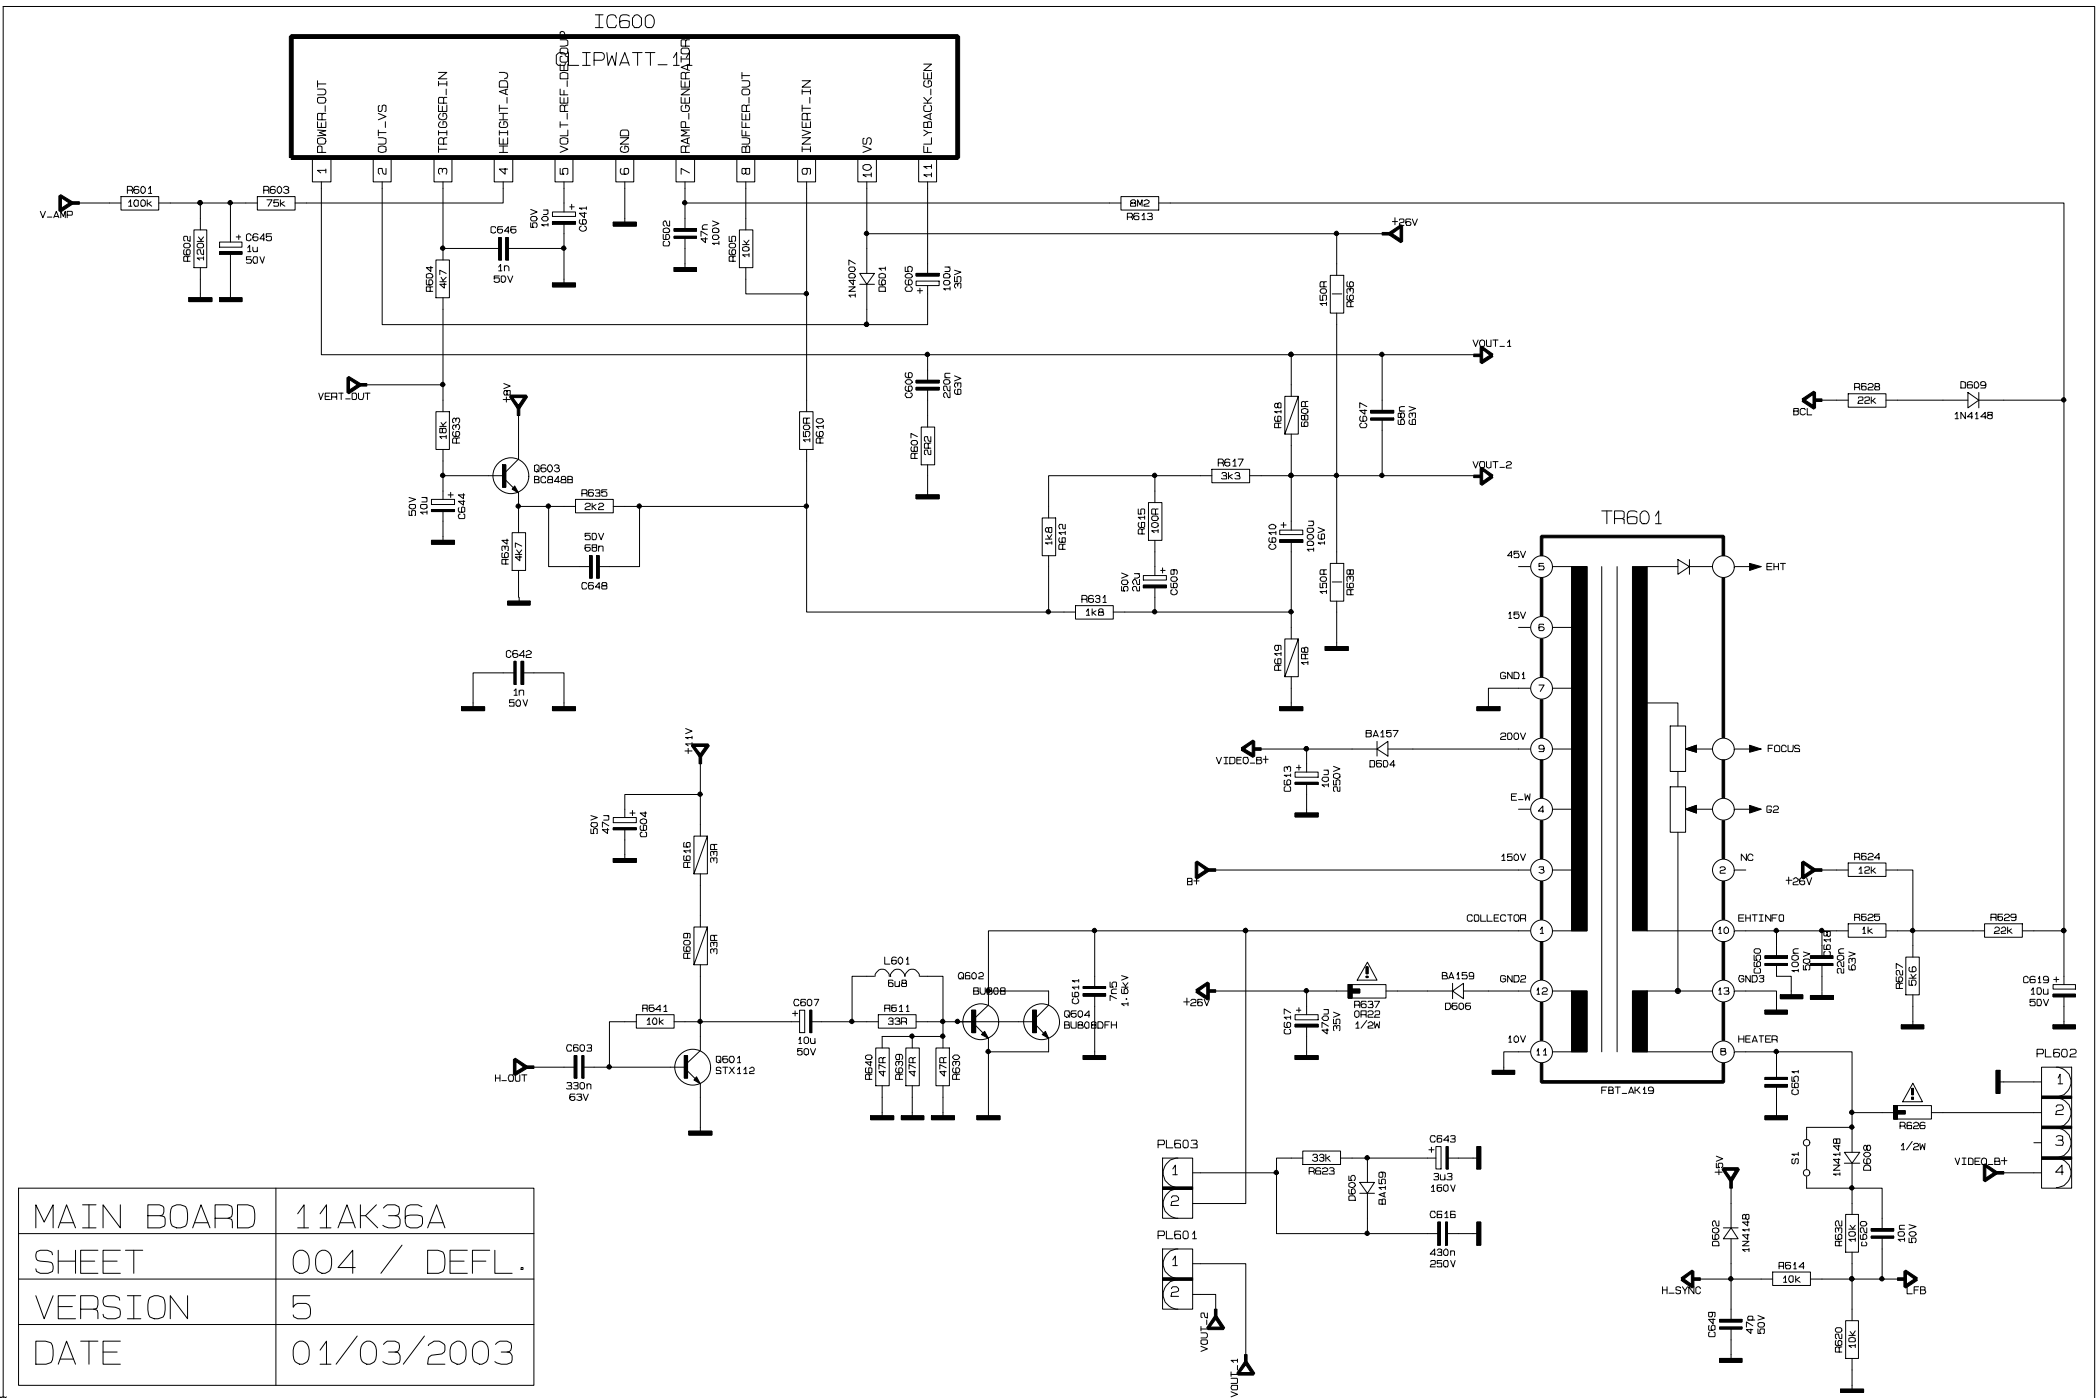 IC600
CLIPWATT_11
POWER_OUT
OUT_VS
TRIGGER_IN
HEIGHT_ADJ
VOLT_REF_DECOUP
GND
RAMP_GENERATOR
BUFFER_OUT
INVERT_IN
VS
FLYBACK_GEN
1 2 3 4 5 6 7 8 9 10 11
V_AMP
R601
100k
R603
75k
R602
120k
C645
1u
50V
R604
4k7
C646
1n
50V
50V
10u
C641
C602
47n
100V
R605
10k
1N4007
D601
C605
100u
35V
R613
8M2
+26V
150R
R636
VOUT_1
VERT_OUT
+8V
18k
R633
Q603
BC848B
50V
10u
C644
R635
2k2
R634
4k7
50V
68n
C648
150R
R610
C606
220n
63V
R607
2R2
R618
680R
C647
68n
63V
R617
3k3
VOUT_2
1k8
R612
R615
100R
50V
22u
C609
C610
1000u
16V
150R
R638
R631
1k8
R619
1R8
BCL
R628
22k
D609
1N4148
C642
1n
50V
TR601
45V
5
15V
6
GND1
7
200V
9
E_W
4
150V
3
COLLECTOR
1
GND2
12
10V
11
EHT
FOCUS
G2
NC
2
EHTINFO
10
GND3
13
HEATER
8
FBT_AK19
VIDEO_B+
BA157
D604
C613
10u
250V
B+
+11V
50V
47u
C604
R616
33R
R609
33R
R641
10k
C603
330n
63V
H_OUT
Q601
STX112
C607
10u
50V
L601
6u8
R611
33R
R640
47R
R639
47R
47R
R630
Q602
BU808
Q604
BU808DFH
C611
7n5
1.6kV
+26V
C617
470u
35V
R637
0R22
1/2W
BA159
D606
+26V
R624
12k
R625
1k
R629
22k
C650
100n
50V
C618
220n
63V
R627
5k6
C619
10u
50V
C651
R626
1/2W
PL602
1
2
3
4
VIDEO_B+
S1
1N4148
D608
+5V
D602
1N4148
R632
10k
C620
10n
50V
H_SYNC
R614
10k
LFB
C649
47p
50V
R620
10k
PL603
1
2
33k
R623
D605
BA159
C643
3u3
160V
C616
430n
250V
PL601
1
2
VOUT_2
VOUT_1
MAIN BOARD 11AK36A
SHEET 004 / DEFL.
VERSION 5
DATE 01/03/2003